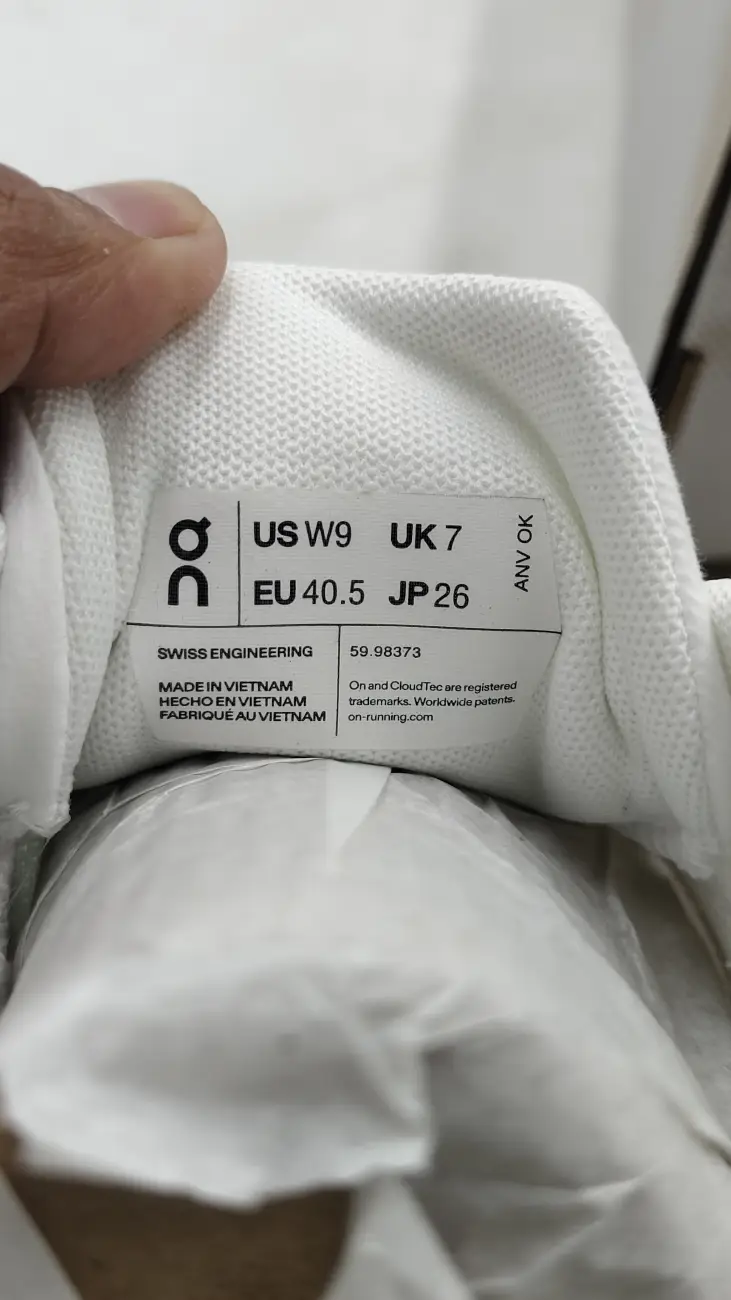 on
US W9 UK 7
EU 40.5 JP 26
ANV OK
SWISS ENGINEERING
MADE IN VIETNAM
HECHO EN VIETNAM
FABRIQUÉ AU VIETNAM
59.98373
On and CloudTec are registered
trademarks. Worldwide patents.
on-running.com